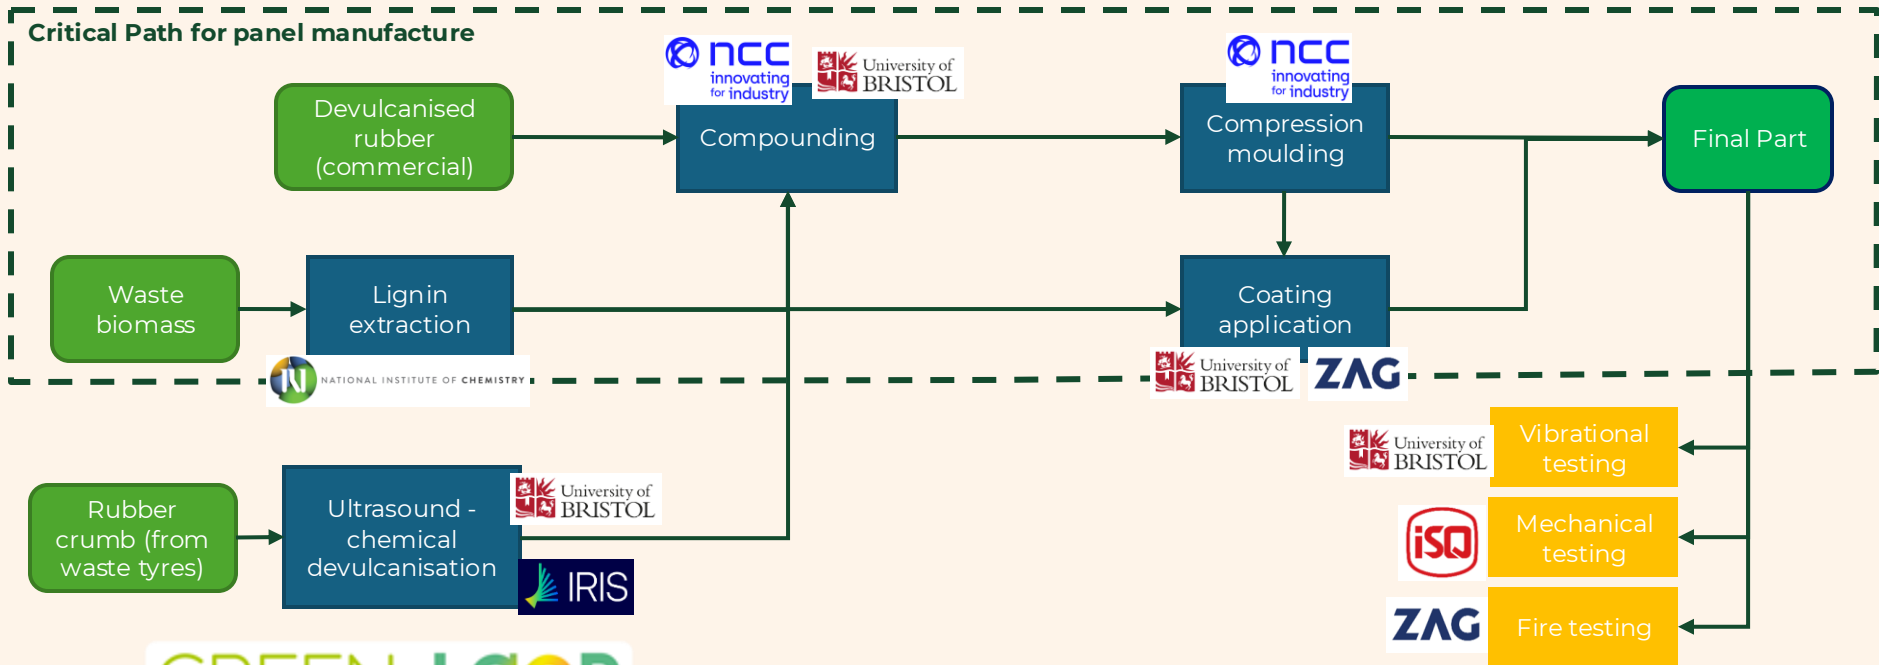 Critical Path for panel manufacture
ncc
innovating
for industry
University of
BRISTOL
ncc
innovating
for industry
Devulcanised
rubber
(commercial)
Compounding
Compression
moulding
Final Part
Waste
biomass
Lignin
extraction
Coating
application
NATIONAL INSTITUTE OF CHEMISTRY
University of
BRISTOL
ZAG
University of
BRISTOL
Vibrational
testing
Rubber
crumb (from
waste tyres)
Ultrasound -
chemical
devulcanisation
University of
BRISTOL
IRIS
isQ
Mechanical
testing
ZAG
Fire testing